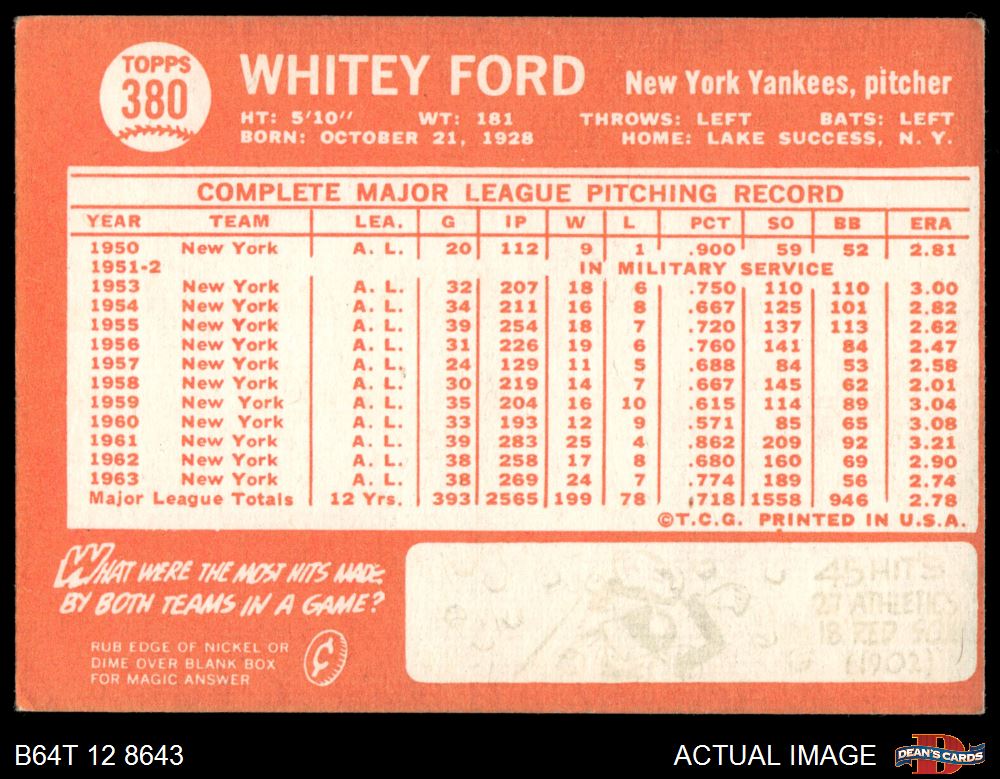 TOPPS
380
WHITEY FORD New York Yankees, pitcher
HT: 5'10" WT: 181 THROWS: LEFT BATS: LEFT
BORN: OCTOBER 21, 1928 HOME: LAKE SUCCESS, N. Y.
COMPLETE MAJOR LEAGUE PITCHING RECORD
YEAR TEAM LEA. G IP W L PCT SO BB ERA
1950 New York A. L. 20 112 9 1 .900 59 52 2.81
1951-2 IN MILITARY SERVICE
1953 New York A. L. 32 207 18 6 .750 110 110 3.00
1954 New York A. L. 34 211 16 8 .667 125 101 2.82
1955 New York A. L. 39 254 18 7 .720 137 113 2.62
1956 New York A. L. 31 226 19 6 .760 141 84 2.47
1957 New York A. L. 24 129 11 5 .688 84 53 2.58
1958 New York A. L. 30 219 14 7 .667 145 62 2.01
1959 New York A. L. 35 204 16 10 .615 114 89 3.04
1960 New York A. L. 33 193 12 9 .571 85 65 3.08
1961 New York A. L. 39 283 25 4 .862 209 92 3.21
1962 New York A. L. 38 258 17 8 .680 160 69 2.90
1963 New York A. L. 38 269 24 7 .774 189 56 2.74
Major League Totals 12 Yrs. 393 2565 199 78 .718 1558 946 2.78
©T.C.G. PRINTED IN U.S.A.
WHAT WERE THE MOST HITS MADE
BY BOTH TEAMS IN A GAME?
RUB EDGE OF NICKEL OR
DIME OVER BLANK BOX
FOR MAGIC ANSWER
45 HITS
27 ATHLETICS
18 RED SOX
(1902)
B64T 12 8643 ACTUAL IMAGE DEAN'S CARDS